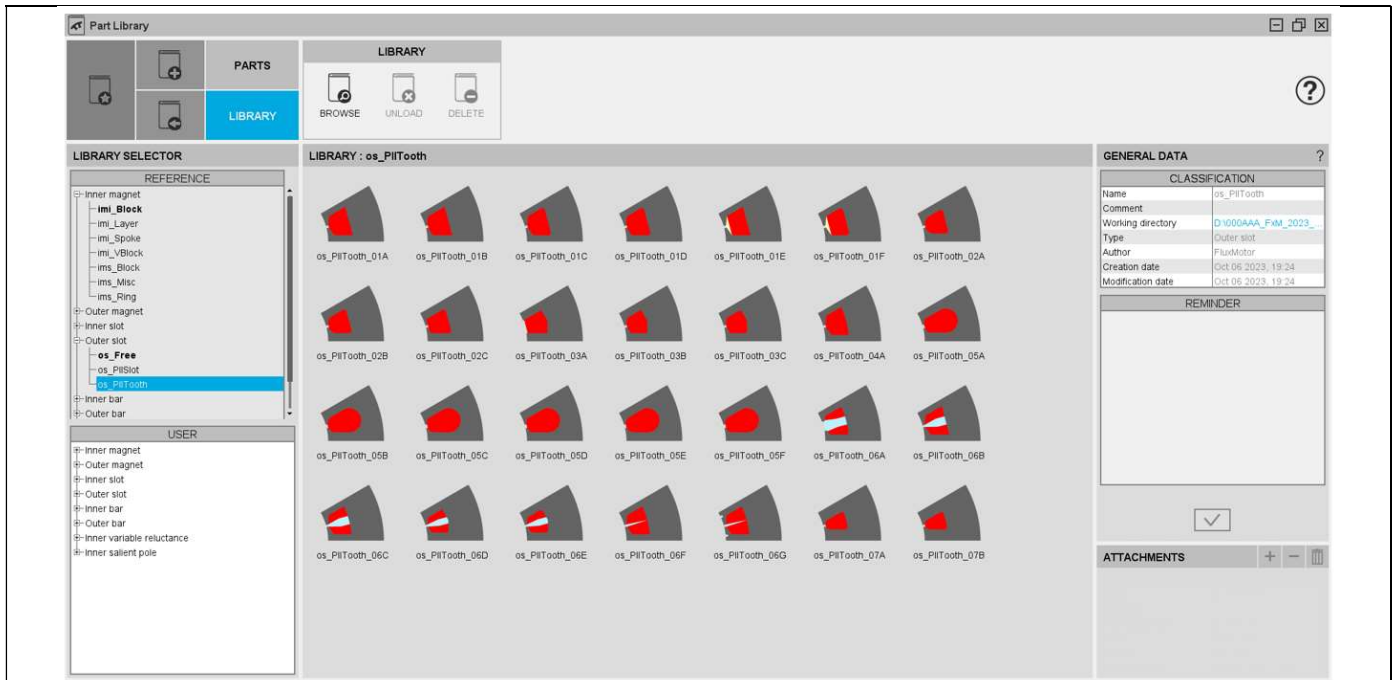 Part Library
PARTS
LIBRARY
LIBRARY
BROWSE UNLOAD DELETE
?
LIBRARY SELECTOR
REFERENCE
Inner magnet
imi_Block
imi_Layer
imi_Spoke
imi_VBlock
ims_Block
ims_Misc
ims_Ring
Outer magnet
Inner slot
Outer slot
os_Free
os_PllSlot
os_PllTooth
Inner bar
Outer bar
USER
Inner magnet
Outer magnet
Inner slot
Outer slot
Inner bar
Outer bar
Inner variable reluctance
Inner salient pole
LIBRARY : os_PllTooth
os_PllTooth_01A os_PllTooth_01B os_PllTooth_01C os_PllTooth_01D os_PllTooth_01E os_PllTooth_01F os_PllTooth_02A
os_PllTooth_02B os_PllTooth_02C os_PllTooth_03A os_PllTooth_03B os_PllTooth_03C os_PllTooth_04A os_PllTooth_05A
os_PllTooth_05B os_PllTooth_05C os_PllTooth_05D os_PllTooth_05E os_PllTooth_05F os_PllTooth_06A os_PllTooth_06B
os_PllTooth_06C os_PllTooth_06D os_PllTooth_06E os_PllTooth_06F os_PllTooth_06G os_PllTooth_07A os_PllTooth_07B
GENERAL DATA ?
CLASSIFICATION
Name os_PllTooth
Comment
Working directory D:\000AAA_FxM_2023_...
Type Outer slot
Author FluxMotor
Creation date Oct 06 2023, 19:24
Modification date Oct 06 2023, 19:24
REMINDER
ATTACHMENTS